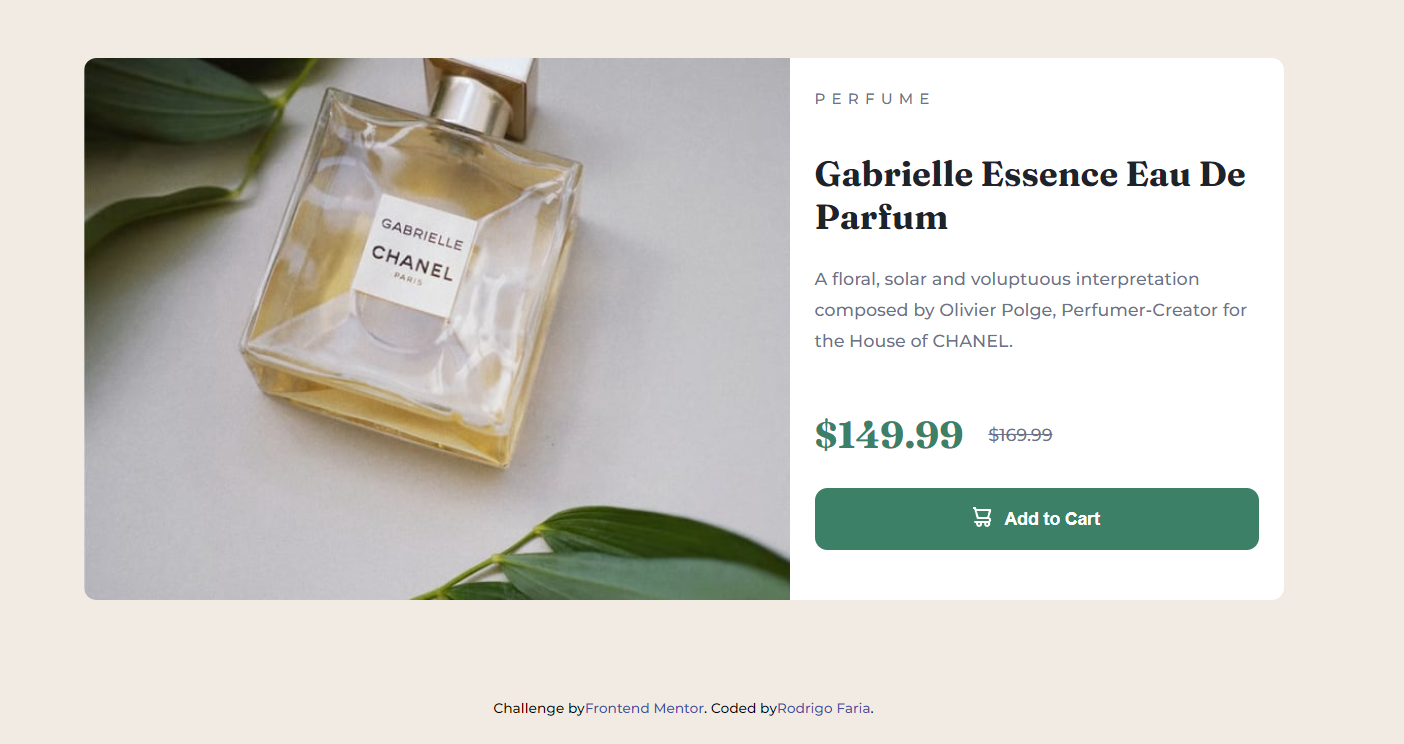 GABRIELLE
CHANEL
PARIS
PERFUME
Gabrielle Essence Eau De
Parfum
A floral, solar and voluptuous interpretation
composed by Olivier Polge, Perfumer-Creator for
the House of CHANEL.
$149.99 $169.99
Add to Cart
Challenge byFrontend Mentor. Coded byRodrigo Faria.